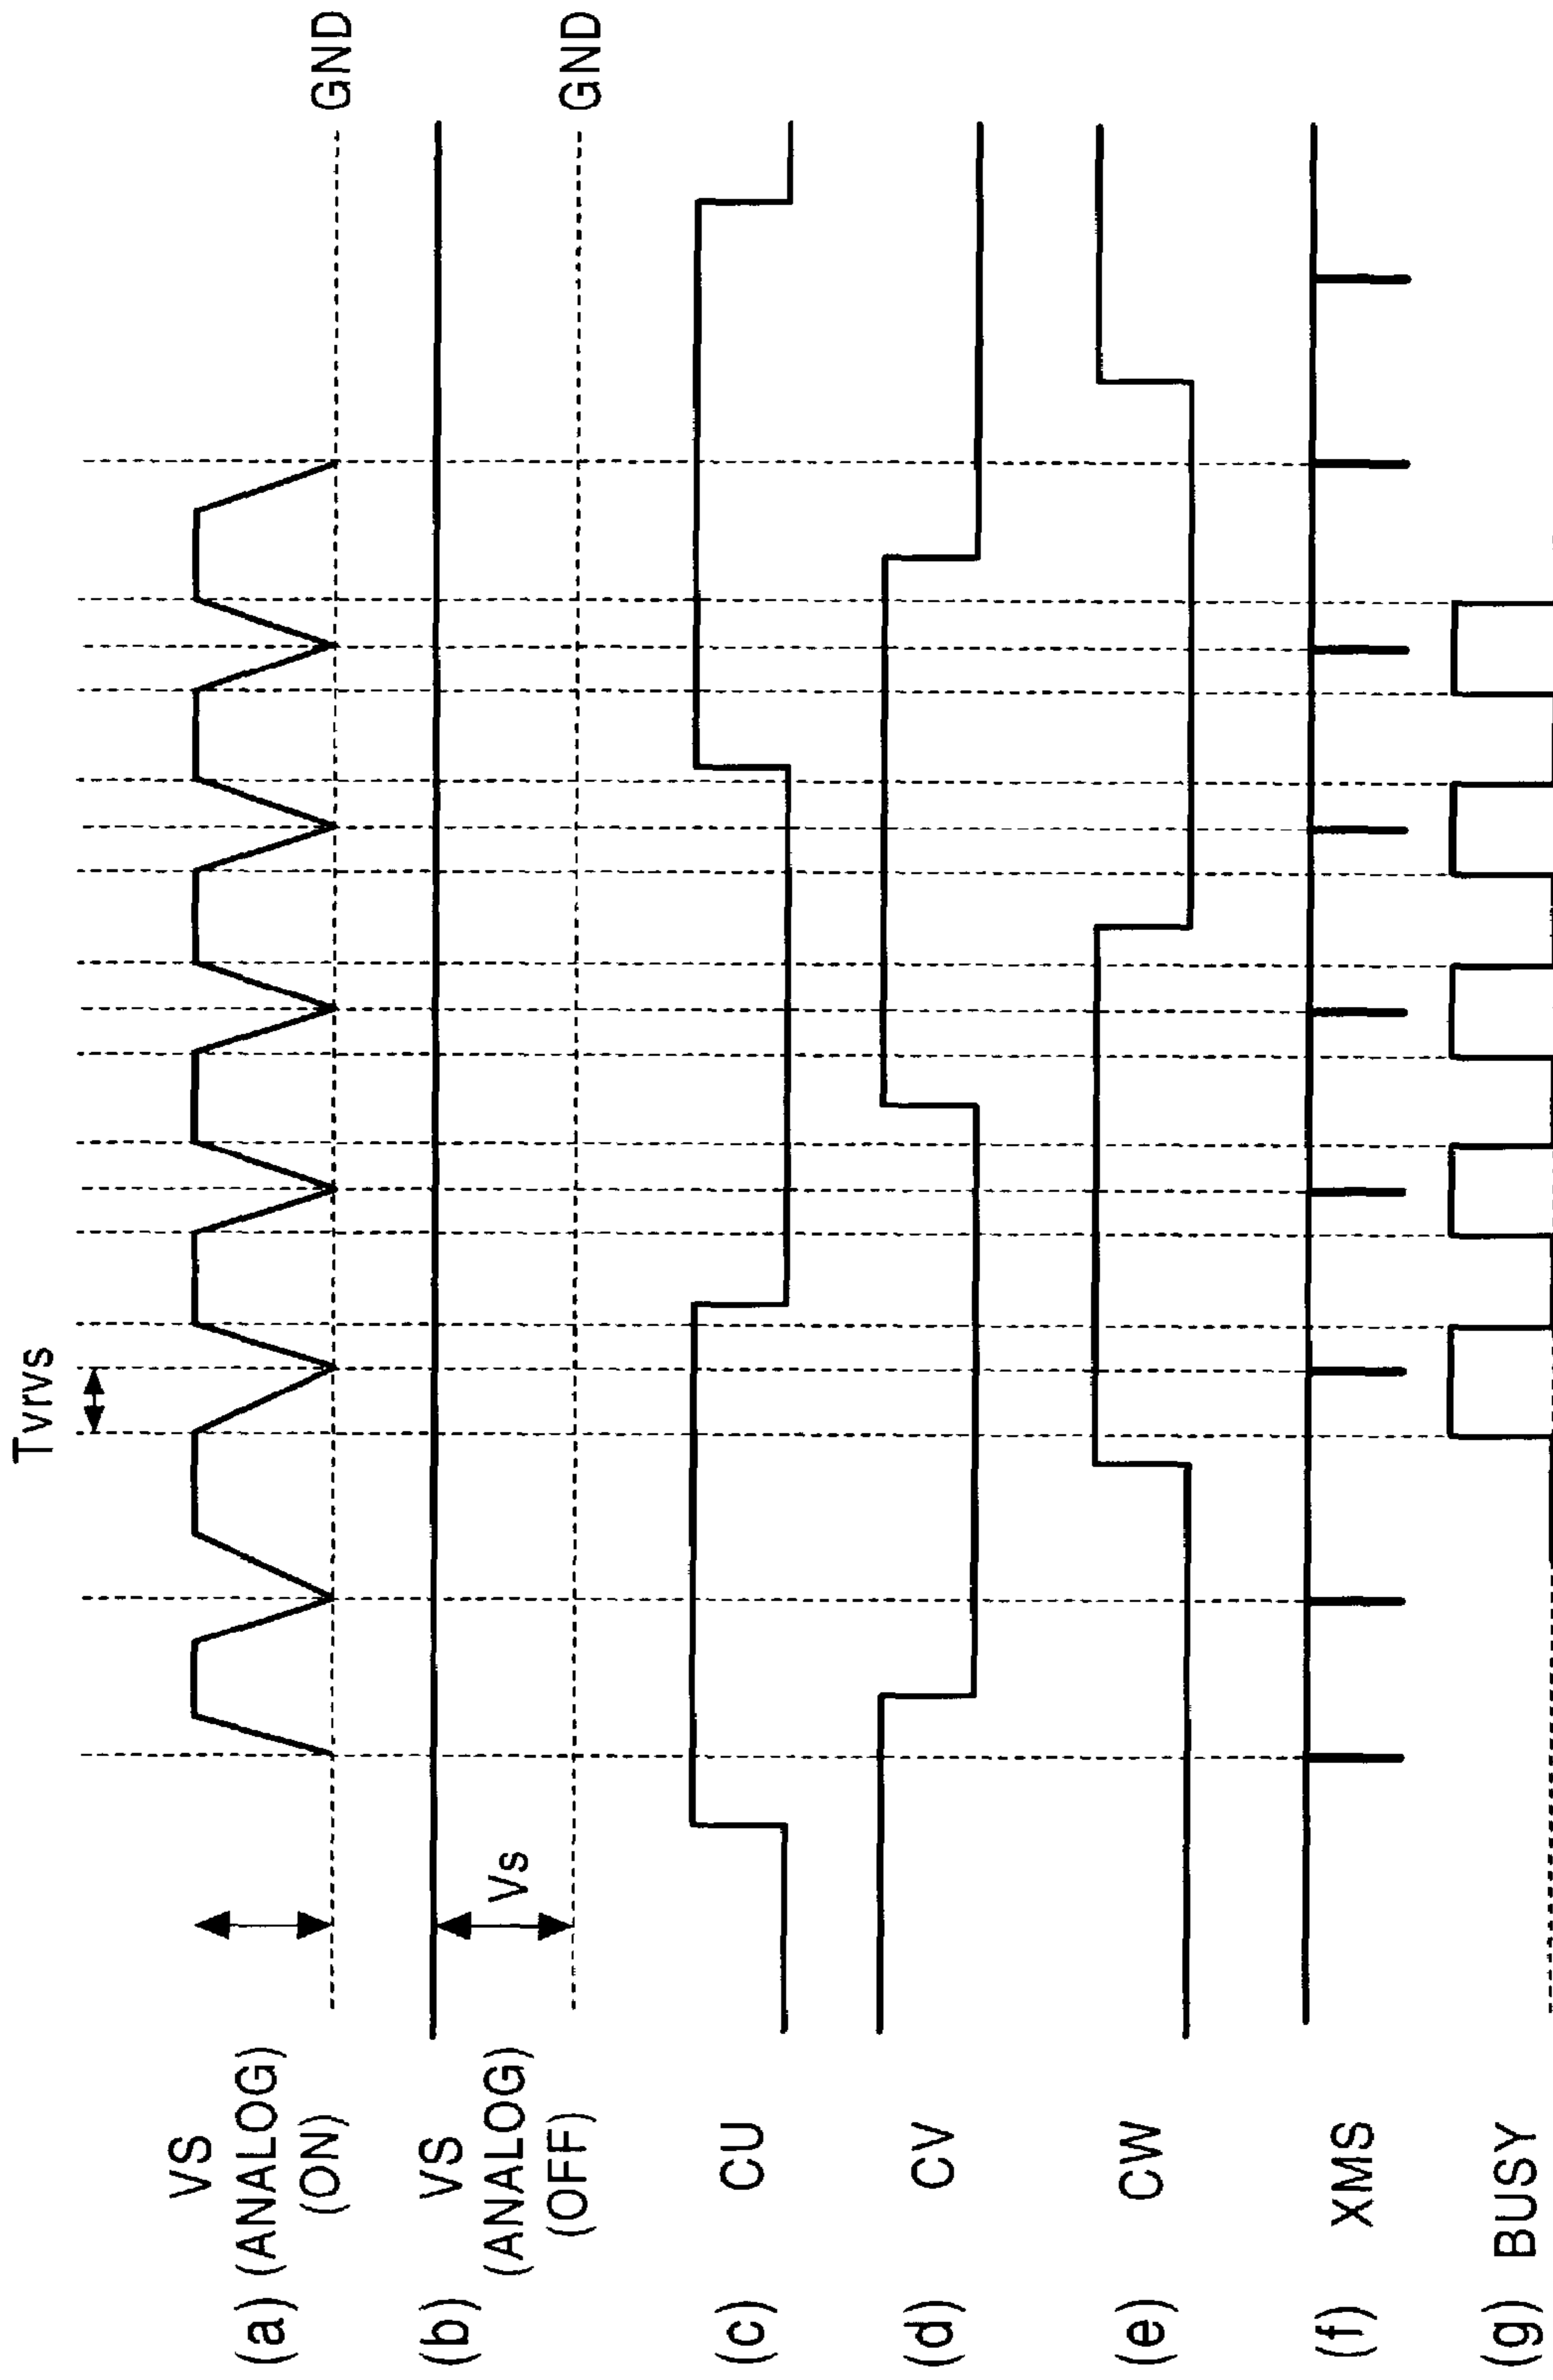 Tvrvs
(a) VS
(ANALOG)
(ON)
GND
(b) VS
(ANALOG)
(OFF)
Vs
GND
(c) CU
(d) CV
(e) CW
(f) XMS
(g) BUSY